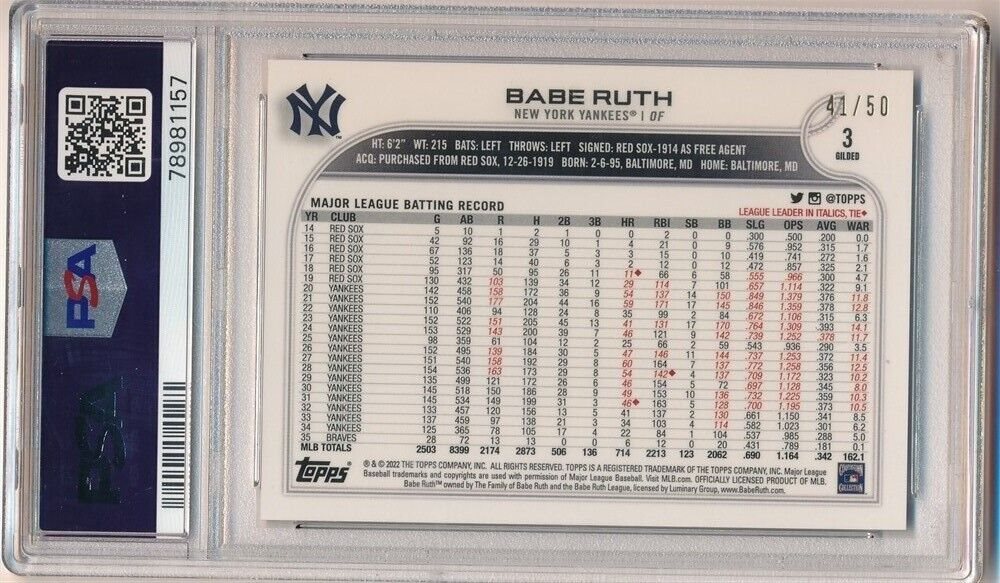 PSA
78981157
PSA
NY
BABE RUTH
NEW YORK YANKEES® | OF
41/50
3
GILDED
HT: 6'2" WT: 215 BATS: LEFT THROWS: LEFT SIGNED: RED SOX-1914 AS FREE AGENT
ACQ: PURCHASED FROM RED SOX, 12-26-1919 BORN: 2-6-95, BALTIMORE, MD HOME: BALTIMORE, MD
@TOPPS
MAJOR LEAGUE BATTING RECORD LEAGUE LEADER IN ITALICS, TIE♦
YR CLUB G AB R H 2B 3B HR RBI SB BB SLG OPS AVG WAR
14 RED SOX 5 10 1 2 1 0 0 2 0 0 .300 .500 .200 0.0
15 RED SOX 42 92 16 29 10 1 4 21 0 9 .576 .952 .315 1.7
16 RED SOX 67 136 18 37 5 3 3 15 0 10 .419 .741 .272 1.6
17 RED SOX 52 123 14 40 6 3 2 12 0 12 .472 .857 .325 2.1
18 RED SOX 95 317 50 95 26 11 11♦ 66 6 58 .555 .966 .300 4.7
19 RED SOX 130 432 103 139 34 12 29 114 7 101 .657 1.114 .322 9.1
20 YANKEES 142 458 158 172 36 9 54 137 14 150 .849 1.379 .376 11.8
21 YANKEES 152 540 177 204 44 16 59 171 17 145 .846 1.359 .378 12.8
22 YANKEES 110 406 94 128 24 8 35 99 2 84 .672 1.106 .315 6.3
23 YANKEES 152 522 151 205 45 13 41 131 17 170 .764 1.309 .393 14.1
24 YANKEES 153 529 143 200 39 7 46 121 9 142 .739 1.252 .378 11.7
25 YANKEES 98 359 61 104 12 2 25 66 2 59 .543 .936 .290 3.5
26 YANKEES 152 495 139 184 30 5 47 146 11 144 .737 1.253 .372 11.4
27 YANKEES 151 540 158 192 29 8 60 164 7 137 .772 1.258 .356 12.5
28 YANKEES 154 536 163 173 29 8 54 142♦ 4 137 .709 1.172 .323 10.2
29 YANKEES 135 499 121 172 26 6 46 154 5 72 .697 1.128 .345 8.0
30 YANKEES 145 518 150 186 28 9 49 153 10 136 .732 1.225 .359 10.3
31 YANKEES 145 534 149 199 31 3 46♦ 163 5 128 .700 1.195 .373 10.5
32 YANKEES 133 457 120 156 13 5 41 137 2 130 .661 1.150 .341 8.5
33 YANKEES 137 459 97 138 21 3 34 103 4 114 .582 1.023 .301 6.2
34 YANKEES 125 365 78 105 17 4 22 84 1 104 .537 .985 .288 5.0
35 BRAVES 28 72 13 13 0 0 6 12 0 20 .431 .789 .181 0.1
MLB TOTALS 2503 8399 2174 2873 506 136 714 2213 123 2062 .690 1.164 .342 162.1
Topps
® & © 2022 THE TOPPS COMPANY, INC. ALL RIGHTS RESERVED. TOPPS IS A REGISTERED TRADEMARK OF THE TOPPS COMPANY, INC. Major League
Baseball trademarks and copyrights are used with permission of Major League Baseball. Visit MLB.com. OFFICIALLY LICENSED PRODUCT OF MLB.
Babe Ruth™ owned by The Family of Babe Ruth and the Babe Ruth League, licensed by Luminary Group, www.BabeRuth.com.
COLLECTION